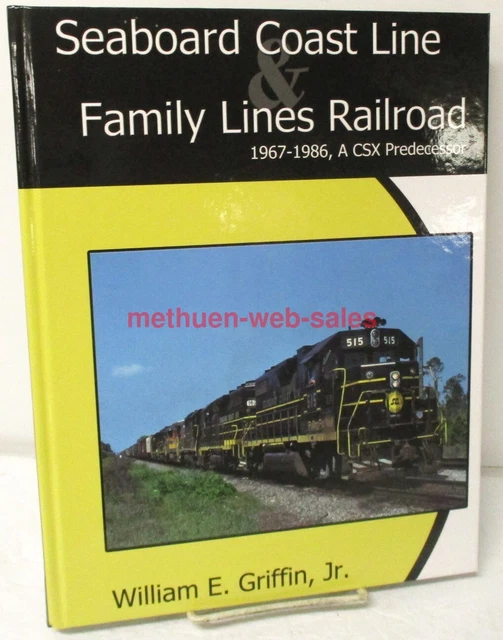 Seaboard Coast Line
&
Family Lines Railroad
1967-1986, A CSX Predecessor
methuen-web-sales
515
515
William E. Griffin, Jr.